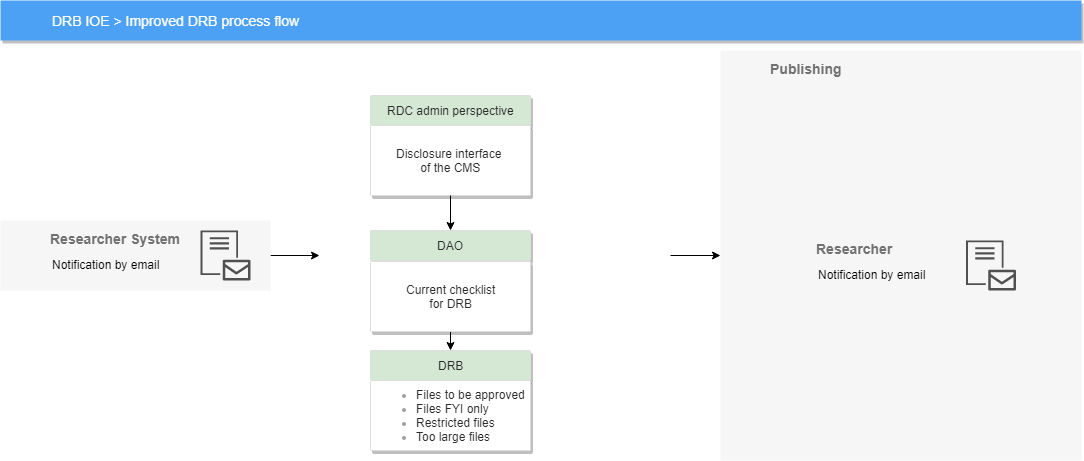 DRB IOE > Improved DRB process flow
Publishing
RDC admin perspective
Disclosure interface
of the CMS
Researcher System
Notification by email
DAO
Current checklist
for DRB
DRB
Files to be approved
Files FYI only
Restricted files
Too large files
Researcher
Notification by email